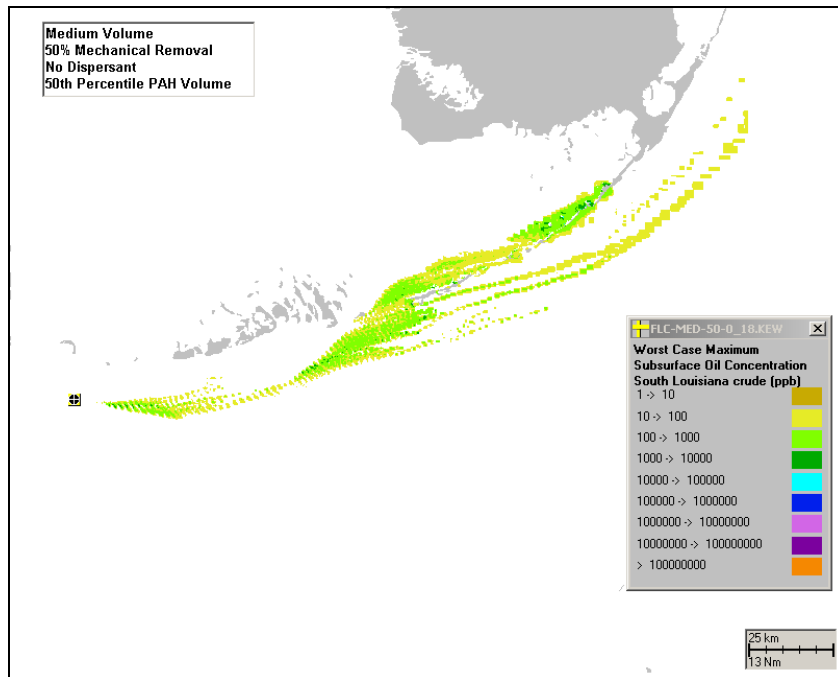 Medium Volume
50% Mechanical Removal
No Dispersant
50th Percentile PAH Volume
FLC-MED-50-0_18.KEW
Worst Case Maximum
Subsurface Oil Concentration
South Louisiana crude (ppb)
1 -> 10
10 -> 100
100 -> 1000
1000 -> 10000
10000 -> 100000
100000 -> 1000000
1000000 -> 10000000
10000000 -> 100000000
> 100000000
25 km
13 Nm